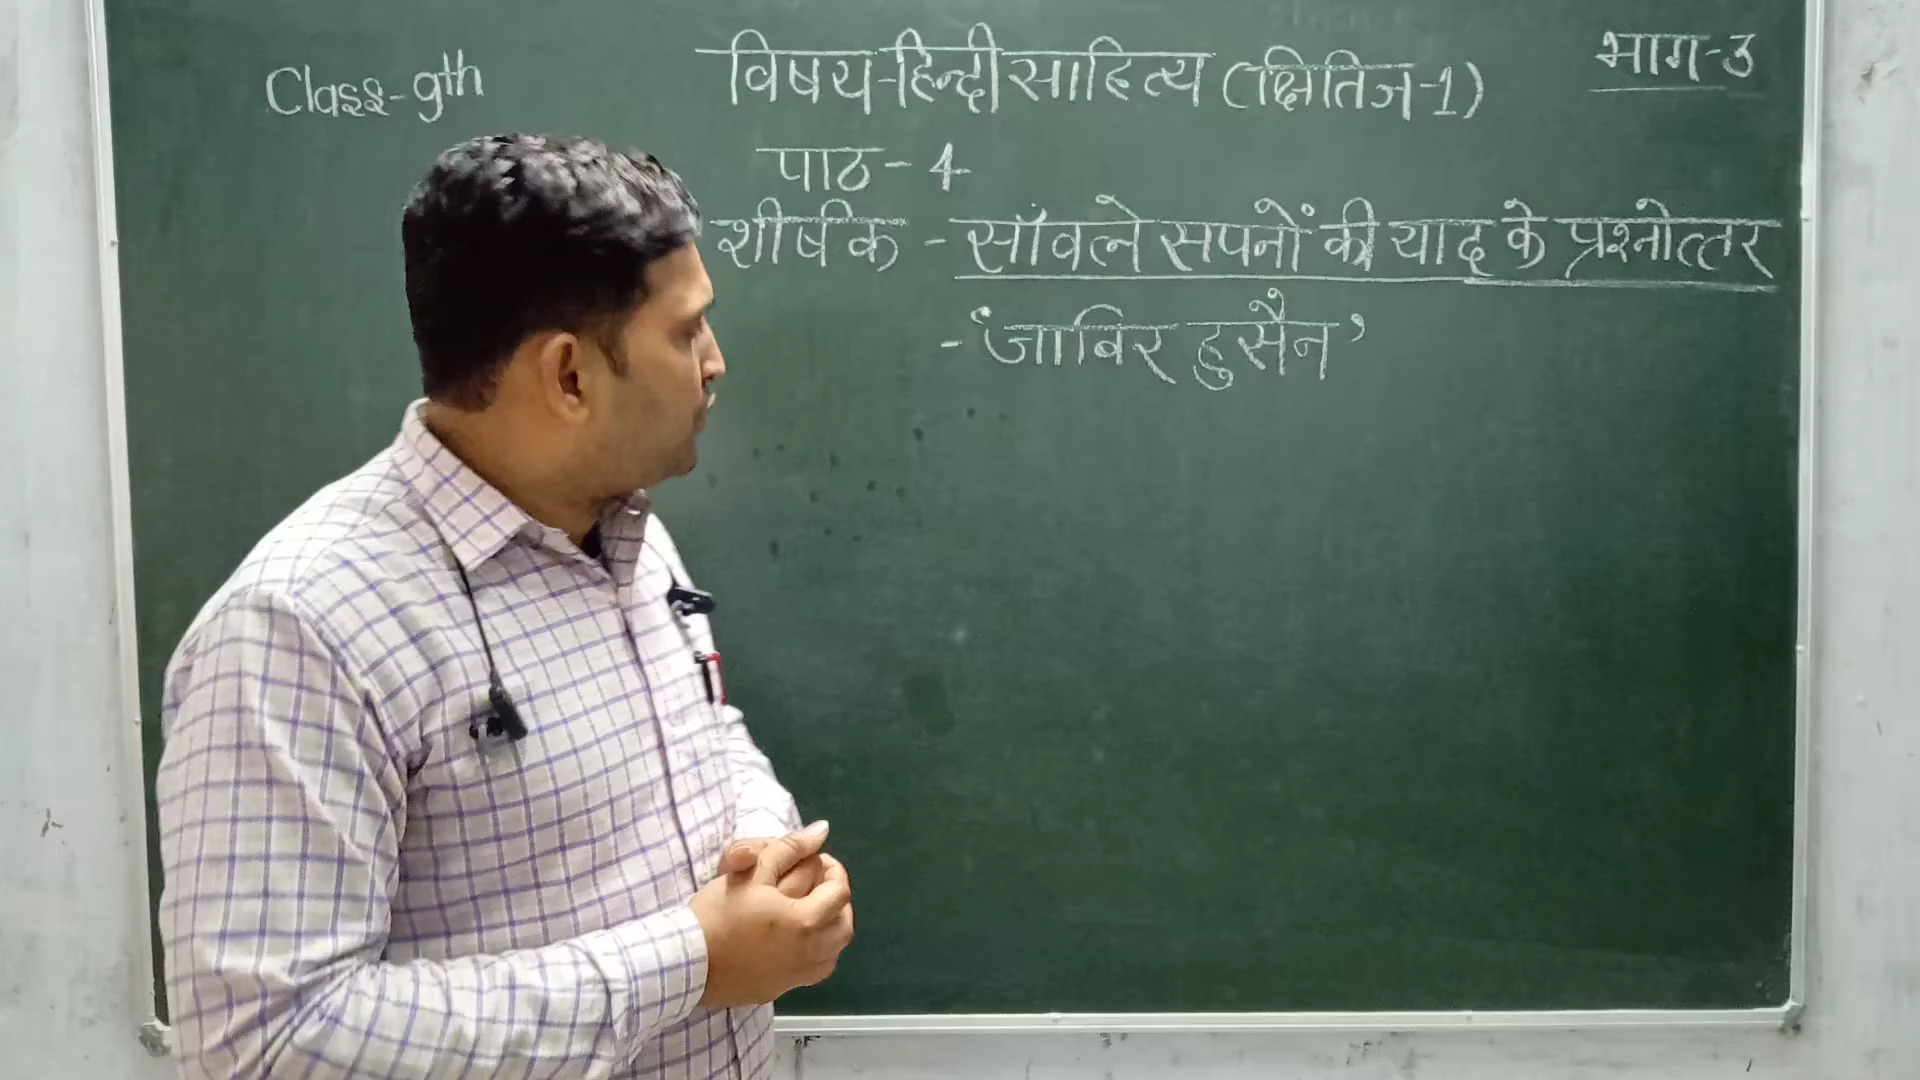 Class-9th
विषय-हिन्दी साहित्य (क्षितिज-1)
भाग-3
पाठ-4
शीर्षक - साँवले सपनों की याद के प्रश्नोत्तर
- 'जाबिर हुसैन'